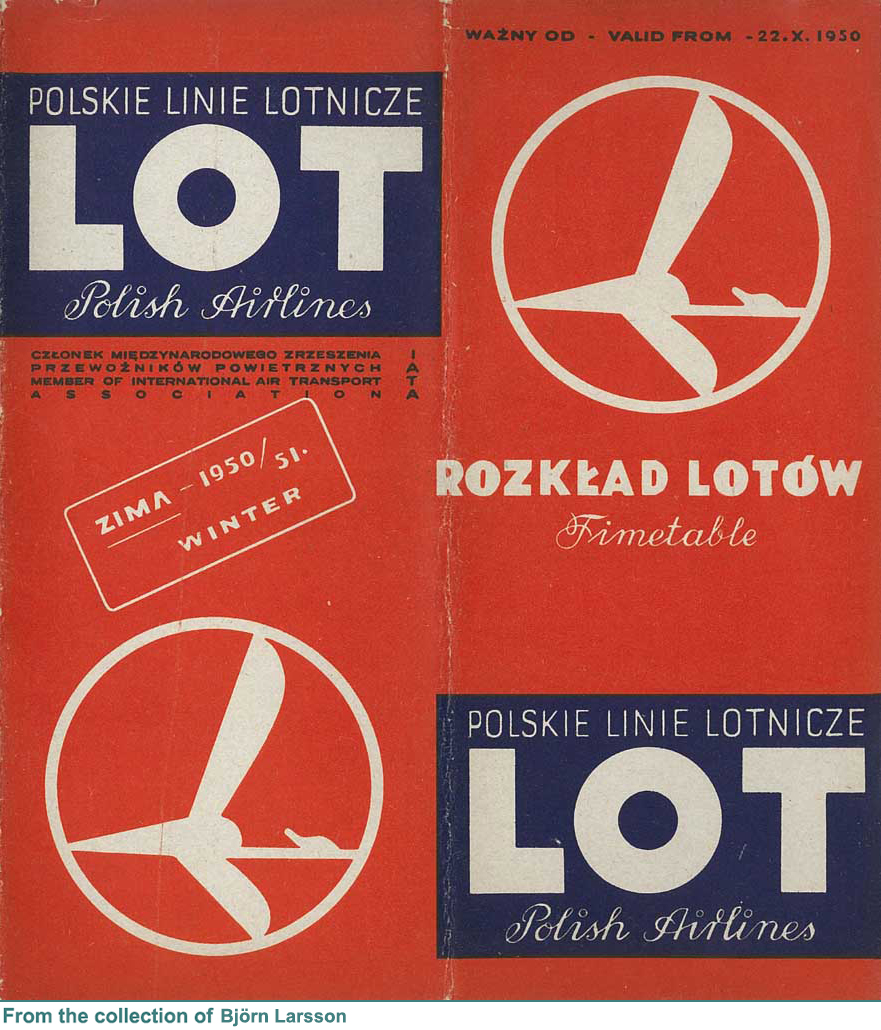 POLSKIE LINIE LOTNICZE
LOT
Polish Airlines
CZŁONEK MIĘDZYNARODOWEGO ZRZESZENIA
PRZEWOŹNIKÓW POWIETRZNYCH
MEMBER OF INTERNATIONAL AIR TRANSPORT
ASSOCIATION
IATA
ZIMA - 1950/51.
WINTER
WAŻNY OD - VALID FROM - 22.X.1950
ROZKŁAD LOTÓW
Timetable
POLSKIE LINIE LOTNICZE
LOT
Polish Airlines
From the collection of Björn Larsson